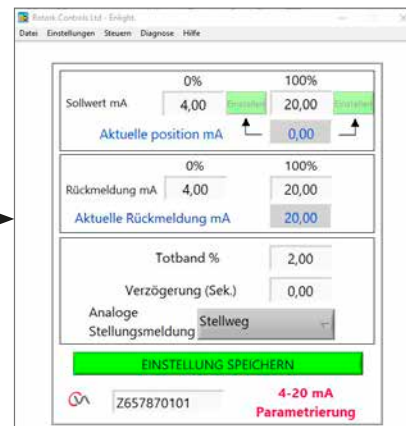 Rotork Controls Ltd - Enlight.
Datei Einstellungen Steuern Diagnose Hilfe
0% 100%
Sollwert mA 4,00 Einstellen 20,00 Einstellen
Aktuelle position mA 0,00
0% 100%
Rückmeldung mA 4,00 20,00
Aktuelle Rückmeldung mA 20,00
Totband % 2,00
Verzögerung (Sek.) 0,00
Analoge
Stellungsmeldung Stellweg
EINSTELLUNG SPEICHERN
Z657870101
4-20 mA
Parametrierung